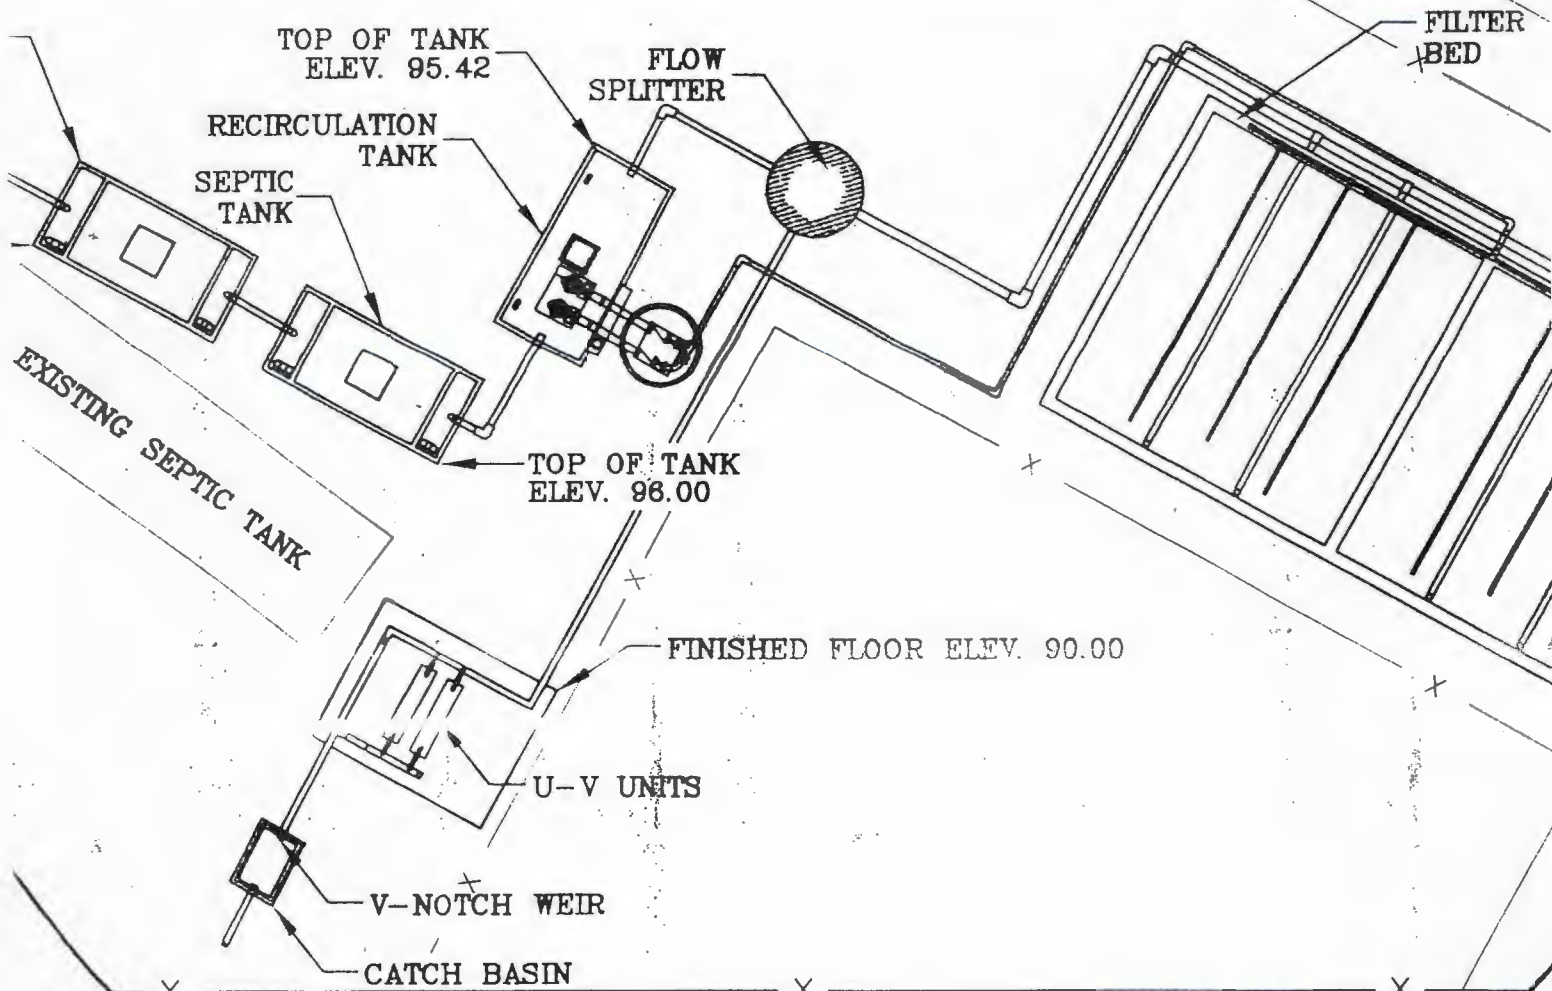 FILTER
BED
TOP OF TANK
ELEV. 95.42
FLOW
SPLITTER
RECIRCULATION
TANK
SEPTIC
TANK
EXISTING SEPTIC TANK
TOP OF TANK
ELEV. 96.00
FINISHED FLOOR ELEV. 90.00
U-V UNITS
V-NOTCH WEIR
CATCH BASIN